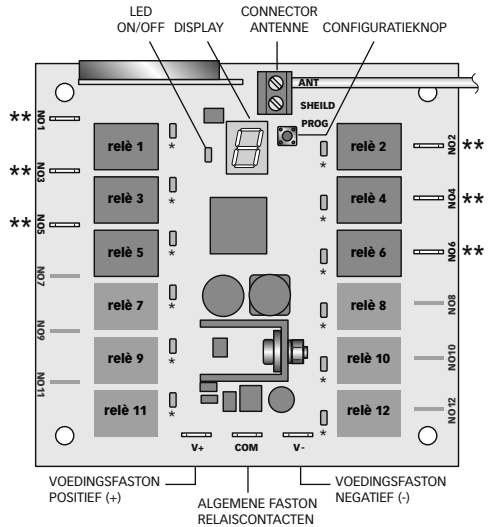 LED
ON/OFF
DISPLAY
CONNECTOR
ANTENNE
CONFIGURATIEKNOP
ANT
SHEILD
PROG
** NO1
relè 1
*
relè 2
*
NO2 **
** NO3
relè 3
*
relè 4
*
NO4 **
** NO5
relè 5
*
relè 6
*
NO6 **
NO7
relè 7
*
relè 8
*
NO8
NO9
relè 9
*
relè 10
*
NO10
NO11
relè 11
*
relè 12
*
NO12
V+
COM
V-
VOEDINGSFASTON
POSITIEF (+)
ALGEMENE FASTON
RELAISCONTACTEN
VOEDINGSFASTON
NEGATIEF (-)